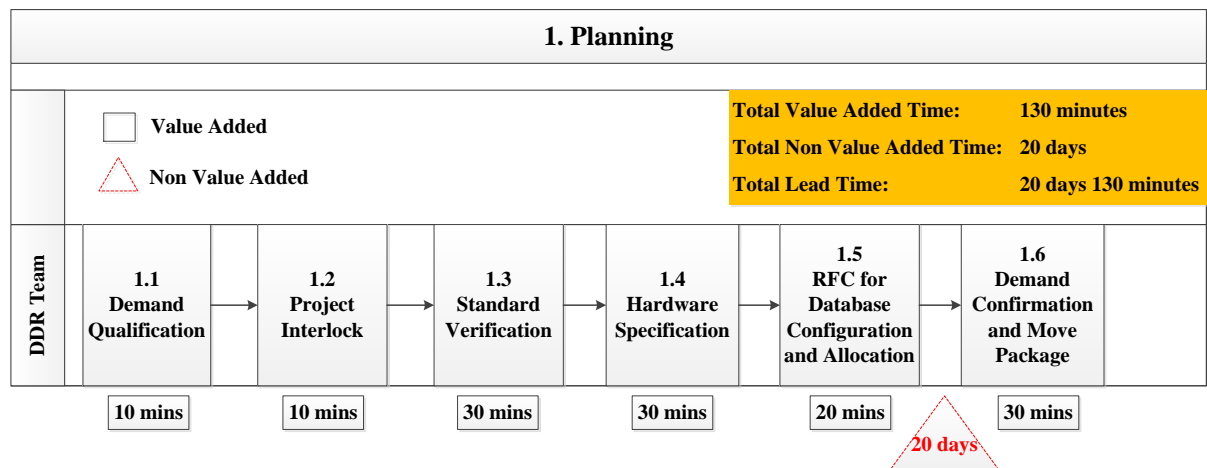 1. Planning
Value Added
Non Value Added
Total Value Added Time: 130 minutes
Total Non Value Added Time: 20 days
Total Lead Time: 20 days 130 minutes
DDR Team
1.1
Demand
Qualification
1.2
Project
Interlock
1.3
Standard
Verification
1.4
Hardware
Specification
1.5
RFC for
Database
Configuration
and Allocation
1.6
Demand
Confirmation
and Move
Package
10 mins
10 mins
30 mins
30 mins
20 mins
20 days
30 mins